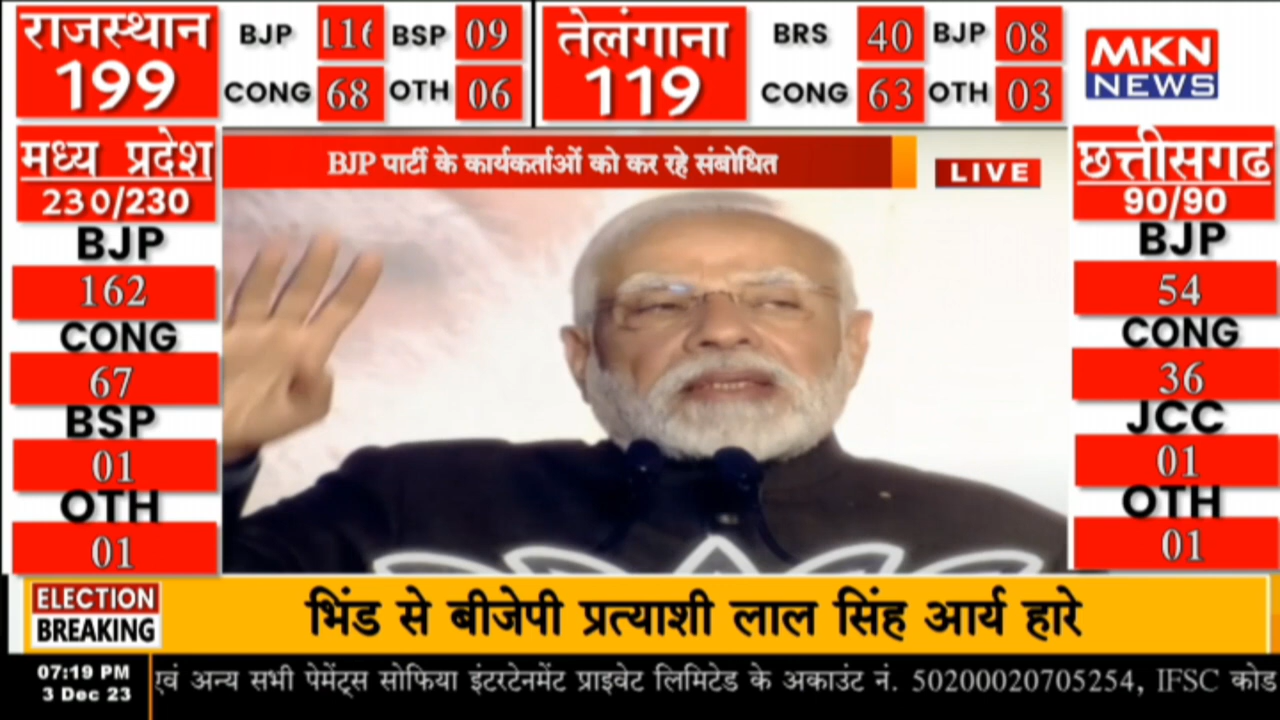 राजस्थान
199
BJP 116 BSP 09
CONG 68 OTH 06
तेलंगाना
119
BRS 40 BJP 08
CONG 63 OTH 03
MKN
NEWS
मध्य प्रदेश
230/230
BJP
162
CONG
67
BSP
01
OTH
01
BJP पार्टी के कार्यकर्ताओं को कर रहे संबोधित
LIVE
छत्तीसगढ
90/90
BJP
54
CONG
36
JCC
01
OTH
01
ELECTION
BREAKING
भिंड से बीजेपी प्रत्याशी लाल सिंह आर्य हारे
07:19 PM
3 Dec 23
एवं अन्य सभी पेमेंट्स सोफिया इंटरटेनमेंट प्राइवेट लिमिटेड के अकाउंट नं. 50200020705254, IFSC कोड